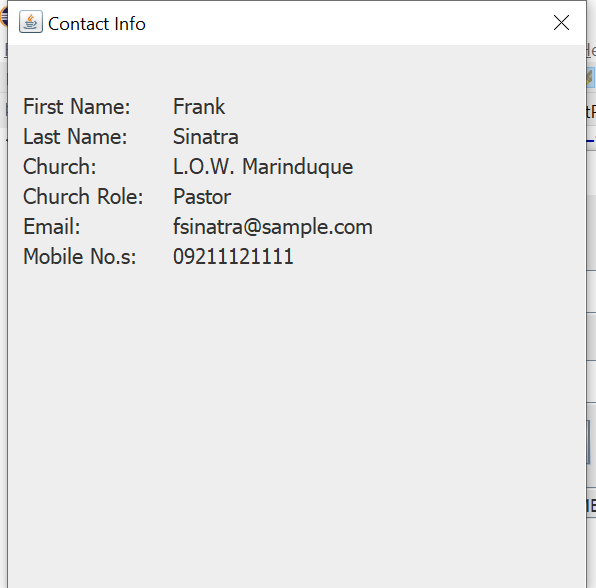 Contact Info
First Name: Frank
Last Name: Sinatra
Church: L.O.W. Marinduque
Church Role: Pastor
Email: fsinatra@sample.com
Mobile No.s: 09211121111